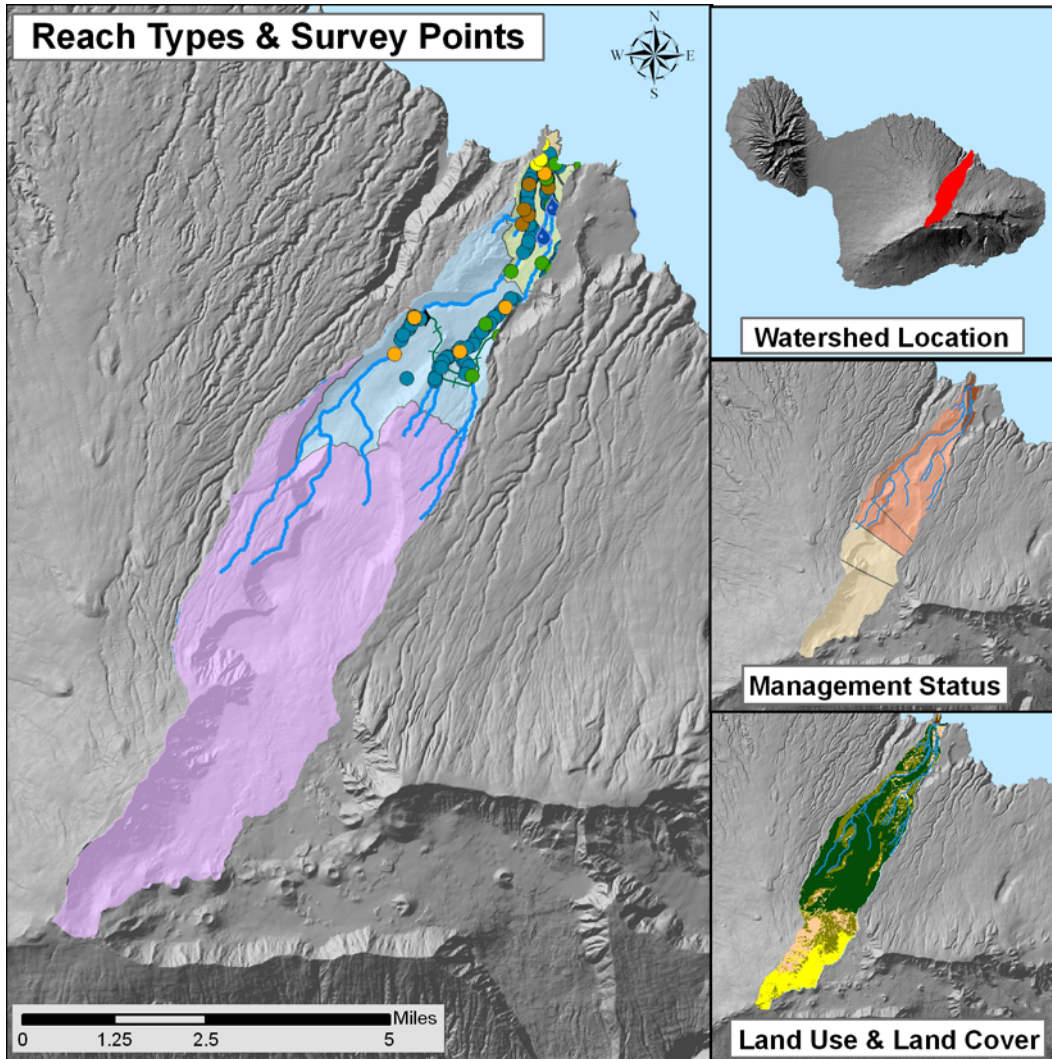 Reach Types & Survey Points
N
W E
S
Miles
0 1.25 2.5 5
Watershed Location
Management Status
Land Use & Land Cover